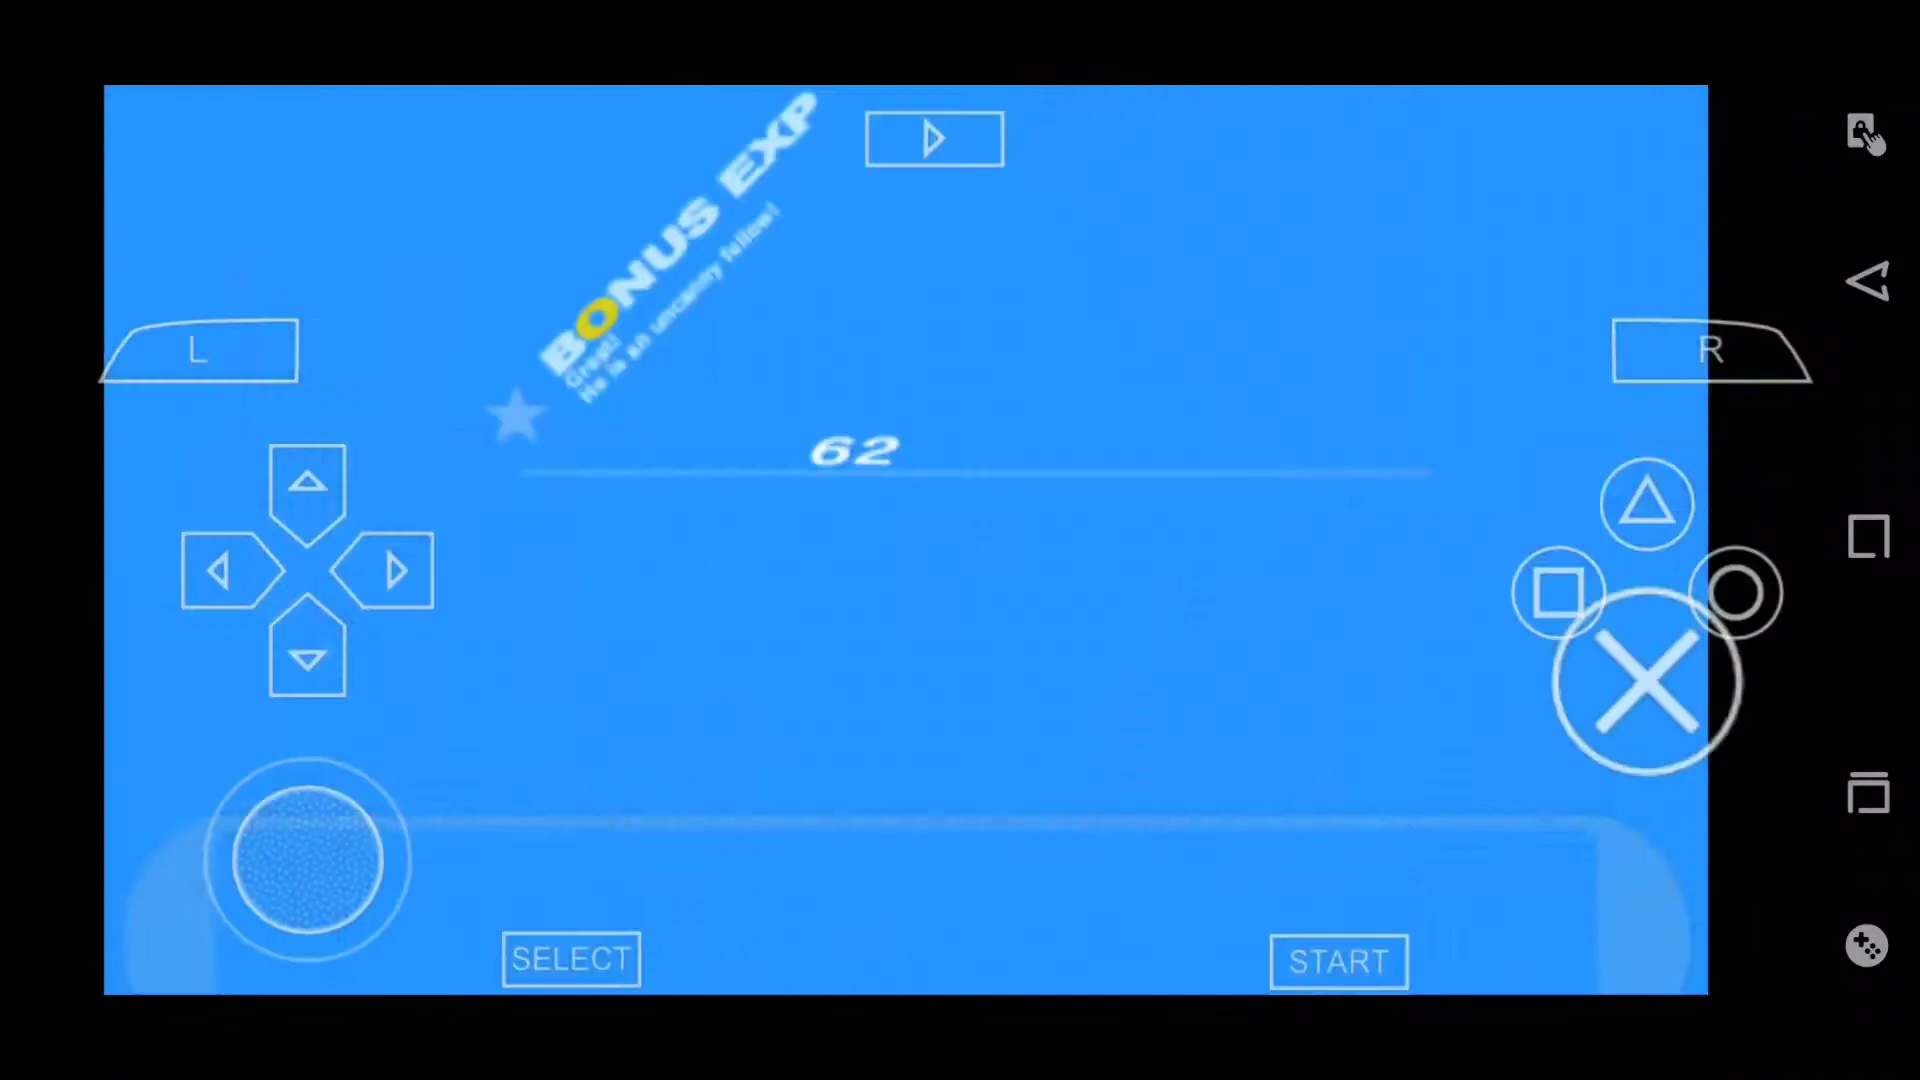 BONUS EXP
Great!
He is an uncanny fellow!
L
R
62
SELECT
START